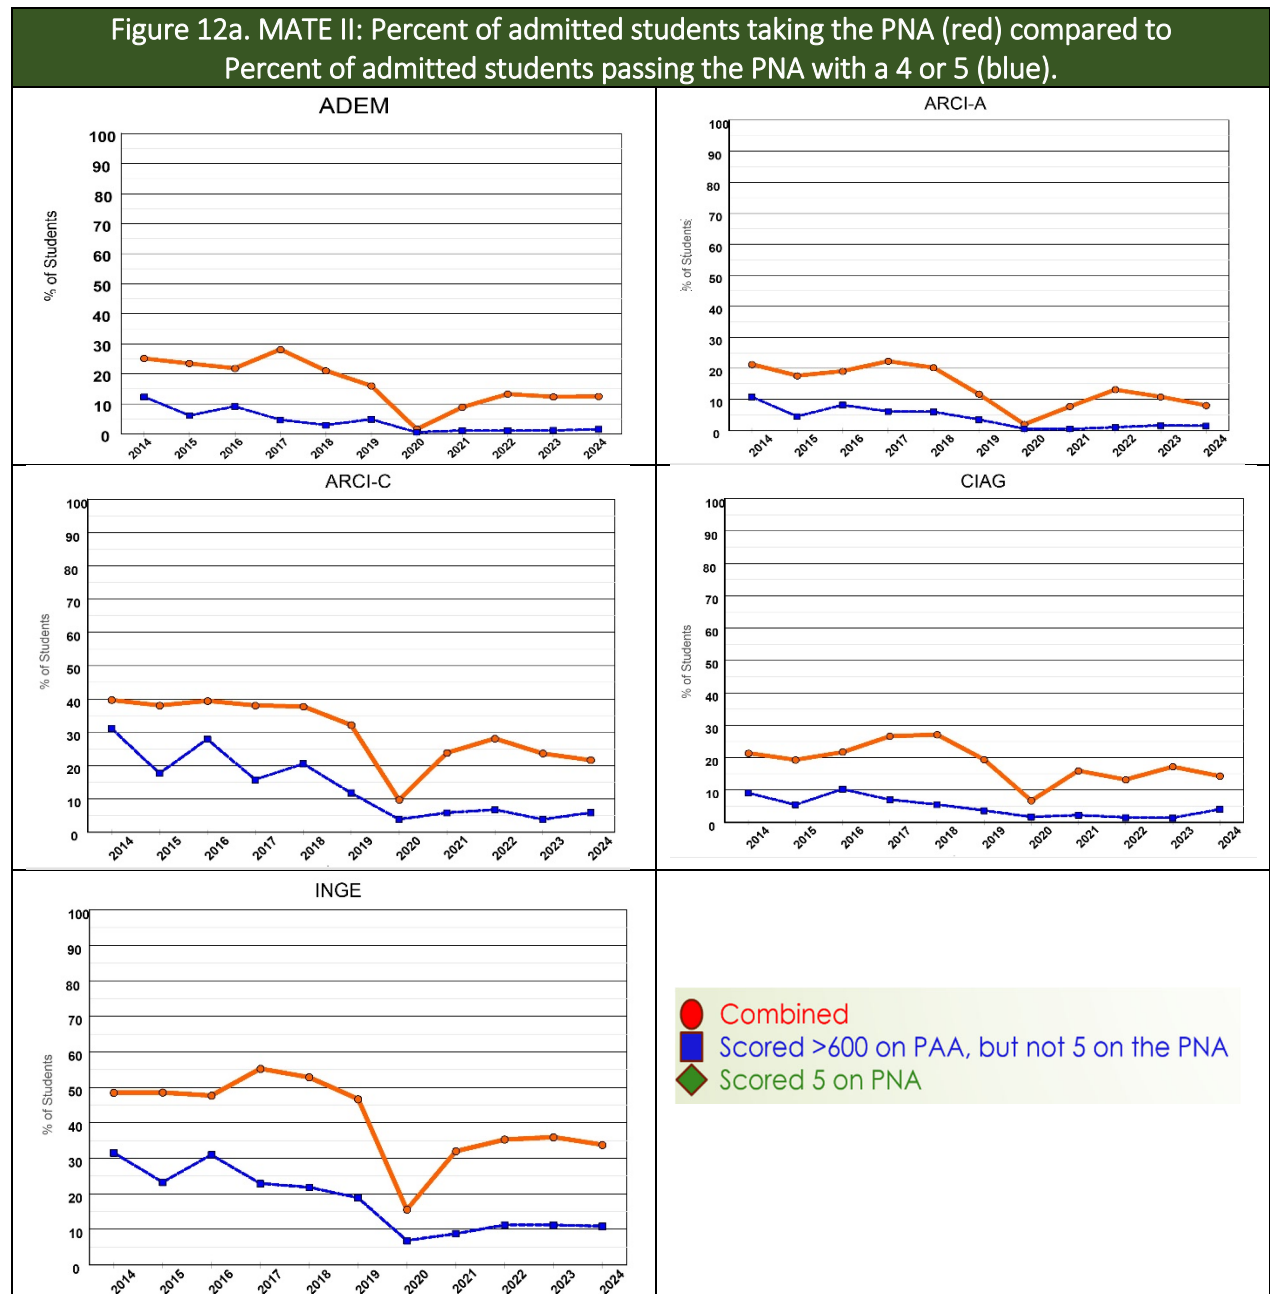 Figure 12a. MATE II: Percent of admitted students taking the PNA (red) compared to
Percent of admitted students passing the PNA with a 4 or 5 (blue).
ADEM
100
90
80
70
60
50
40
30
20
10
0
% of Students
2014 2015 2016 2017 2018 2019 2020 2021 2022 2023 2024
ARCI-A
100
90
80
70
60
50
40
30
20
10
0
% of Students
2014 2015 2016 2017 2018 2019 2020 2021 2022 2023 2024
ARCI-C
100
90
80
70
60
50
40
30
20
10
0
% of Students
2014 2015 2016 2017 2018 2019 2020 2021 2022 2023 2024
CIAG
100
90
80
70
60
50
40
30
20
10
0
% of Students
2014 2015 2016 2017 2018 2019 2020 2021 2022 2023 2024
INGE
100
90
80
70
60
50
40
30
20
10
0
% of Students
2014 2015 2016 2017 2018 2019 2020 2021 2022 2023 2024
Combined
Scored >600 on PAA, but not 5 on the PNA
Scored 5 on PNA